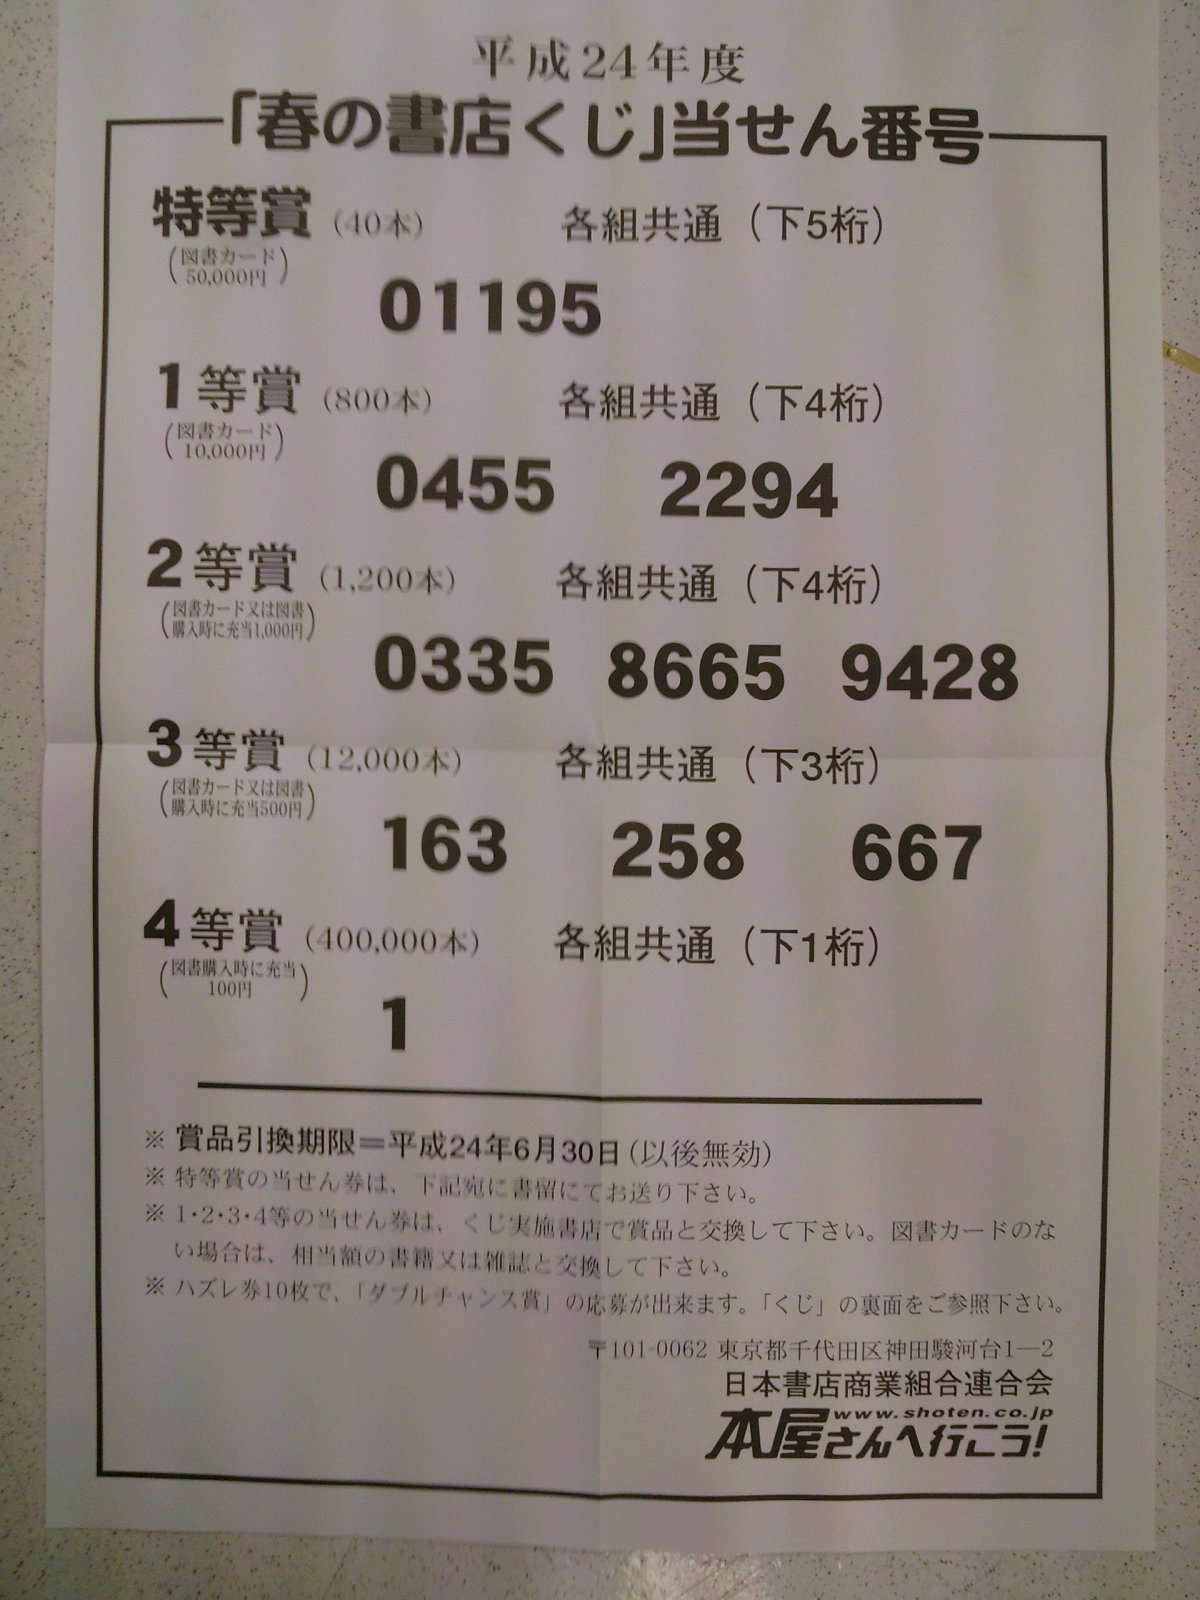 平成24年度
「春の書店くじ」当せん番号
特等賞 (40本) 各組共通（下5桁）
(図書カード
50,000円)
01195
1等賞 (800本) 各組共通（下4桁）
(図書カード
10,000円)
0455 2294
2等賞 (1,200本) 各組共通（下4桁）
(図書カード又は図書
購入時に充当1,000円)
0335 8665 9428
3等賞 (12,000本) 各組共通（下3桁）
(図書カード又は図書
購入時に充当500円)
163 258 667
4等賞 (400,000本) 各組共通（下1桁）
(図書購入時に充当
100円)
1
※ 賞品引換期限＝平成24年6月30日(以後無効)
※ 特等賞の当せん券は、下記宛に書留にてお送り下さい。
※ 1・2・3・4等の当せん券は、くじ実施書店で賞品と交換して下さい。図書カードのな
い場合は、相当額の書籍又は雑誌と交換して下さい。
※ ハズレ券10枚で、「ダブルチャンス賞」の応募が出来ます。「くじ」の裏面をご参照下さい。
〒101-0062 東京都千代田区神田駿河台1―2
日本書店商業組合連合会
www.shoten.co.jp
本屋さんへ行こう!